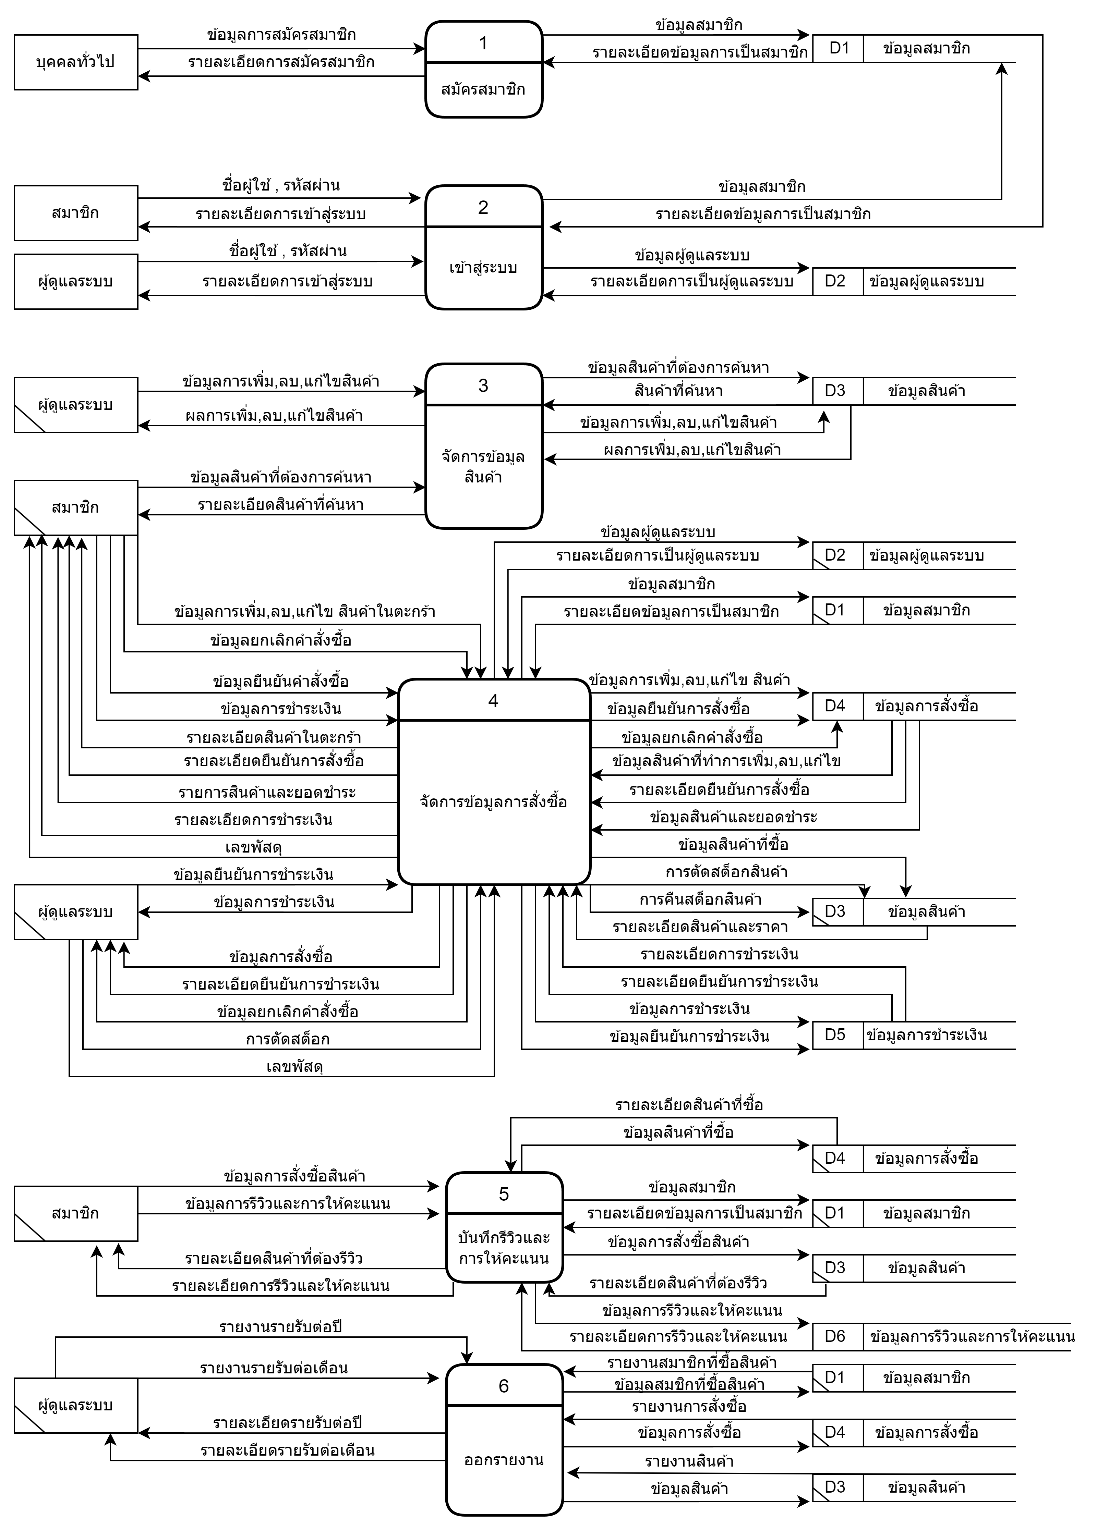 ข้อมูลการสมัครสมาชิก
รายละเอียดการสมัครสมาชิก
บุคคลทั่วไป
1
สมัครสมาชิก
ข้อมูลสมาชิก
รายละเอียดข้อมูลการเป็นสมาชิก
D1 ข้อมูลสมาชิก
สมาชิก
ชื่อผู้ใช้ , รหัสผ่าน
รายละเอียดการเข้าสู่ระบบ
ผู้ดูแลระบบ
ชื่อผู้ใช้ , รหัสผ่าน
รายละเอียดการเข้าสู่ระบบ
2
เข้าสู่ระบบ
ข้อมูลสมาชิก
รายละเอียดข้อมูลการเป็นสมาชิก
ข้อมูลผู้ดูแลระบบ
รายละเอียดการเป็นผู้ดูแลระบบ
D2 ข้อมูลผู้ดูแลระบบ
ผู้ดูแลระบบ
ข้อมูลการเพิ่ม,ลบ,แก้ไขสินค้า
ผลการเพิ่ม,ลบ,แก้ไขสินค้า
สมาชิก
ข้อมูลสินค้าที่ต้องการค้นหา
รายละเอียดสินค้าที่ค้นหา
3
จัดการข้อมูล
สินค้า
ข้อมูลสินค้าที่ต้องการค้นหา
สินค้าที่ค้นหา
ข้อมูลการเพิ่ม,ลบ,แก้ไขสินค้า
ผลการเพิ่ม,ลบ,แก้ไขสินค้า
D3 ข้อมูลสินค้า
ข้อมูลผู้ดูแลระบบ
รายละเอียดการเป็นผู้ดูแลระบบ
D2 ข้อมูลผู้ดูแลระบบ
ข้อมูลสมาชิก
รายละเอียดข้อมูลการเป็นสมาชิก
D1 ข้อมูลสมาชิก
ข้อมูลการเพิ่ม,ลบ,แก้ไข สินค้าในตะกร้า
ข้อมูลยกเลิกคำสั่งซื้อ
ข้อมูลยืนยันคำสั่งซื้อ
ข้อมูลการชำระเงิน
รายละเอียดสินค้าในตะกร้า
รายละเอียดยืนยันการสั่งซื้อ
รายการสินค้าและยอดชำระ
รายละเอียดการชำระเงิน
เลขพัสดุ
4
จัดการข้อมูลการสั่งซื้อ
ข้อมูลการเพิ่ม,ลบ,แก้ไข สินค้า
ข้อมูลยืนยันการสั่งซื้อ
ข้อมูลยกเลิกคำสั่งซื้อ
ข้อมูลสินค้าที่ทำการเพิ่ม,ลบ,แก้ไข
รายละเอียดยืนยันการสั่งซื้อ
ข้อมูลสินค้าและยอดชำระ
D4 ข้อมูลการสั่งซื้อ
ข้อมูลสินค้าที่ซื้อ
การตัดสต็อกสินค้า
การคืนสต็อกสินค้า
รายละเอียดสินค้าและราคา
D3 ข้อมูลสินค้า
ผู้ดูแลระบบ
ข้อมูลยืนยันการชำระเงิน
ข้อมูลการชำระเงิน
ข้อมูลการสั่งซื้อ
รายละเอียดยืนยันการชำระเงิน
ข้อมูลยกเลิกคำสั่งซื้อ
การตัดสต็อก
เลขพัสดุ
รายละเอียดการชำระเงิน
รายละเอียดยืนยันการชำระเงิน
ข้อมูลการชำระเงิน
ข้อมูลยืนยันการชำระเงิน
D5 ข้อมูลการชำระเงิน
รายละเอียดสินค้าที่ซื้อ
ข้อมูลสินค้าที่ซื้อ
D4 ข้อมูลการสั่งซื้อ
สมาชิก
ข้อมูลการสั่งซื้อสินค้า
ข้อมูลการรีวิวและการให้คะแนน
รายละเอียดสินค้าที่ต้องรีวิว
รายละเอียดการรีวิวและให้คะแนน
5
บันทึกรีวิวและ
การให้คะแนน
ข้อมูลสมาชิก
รายละเอียดข้อมูลการเป็นสมาชิก
D1 ข้อมูลสมาชิก
ข้อมูลการสั่งซื้อสินค้า
รายละเอียดสินค้าที่ต้องรีวิว
D3 ข้อมูลสินค้า
ข้อมูลการรีวิวและให้คะแนน
รายละเอียดการรีวิวและให้คะแนน
D6 ข้อมูลการรีวิวและการให้คะแนน
ผู้ดูแลระบบ
รายงานรายรับต่อปี
รายงานรายรับต่อเดือน
รายละเอียดรายรับต่อปี
รายละเอียดรายรับต่อเดือน
6
ออกรายงาน
รายงานสมาชิกที่ซื้อสินค้า
ข้อมูลสมชิกที่ซื้อสินค้า
D1 ข้อมูลสมาชิก
รายงานการสั่งซื้อ
ข้อมูลการสั่งซื้อ
D4 ข้อมูลการสั่งซื้อ
รายงานสินค้า
ข้อมูลสินค้า
D3 ข้อมูลสินค้า